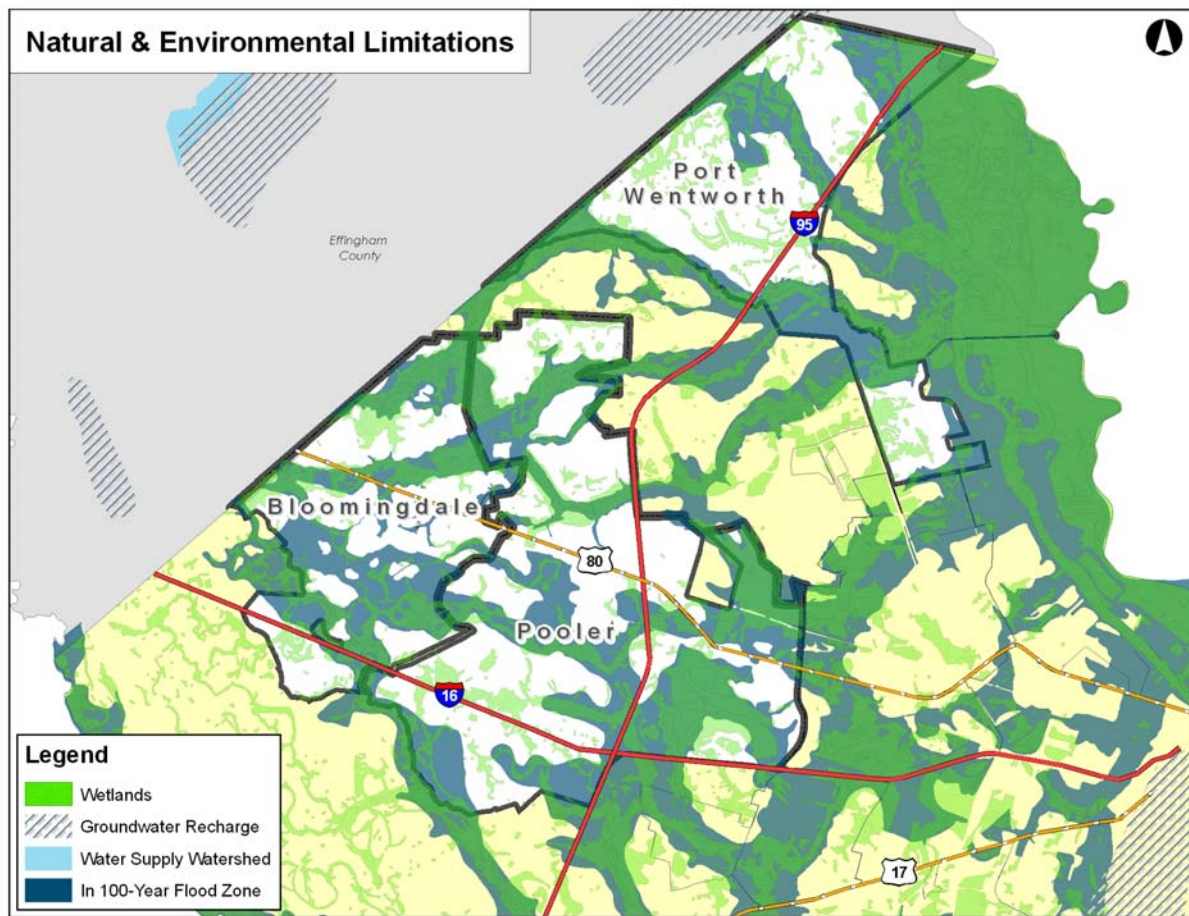 Natural & Environmental Limitations
Port
Wentworth
95
Effingham
County
Bloomingdale
80
Pooler
16
Legend
Wetlands
Groundwater Recharge
Water Supply Watershed
In 100-Year Flood Zone
17